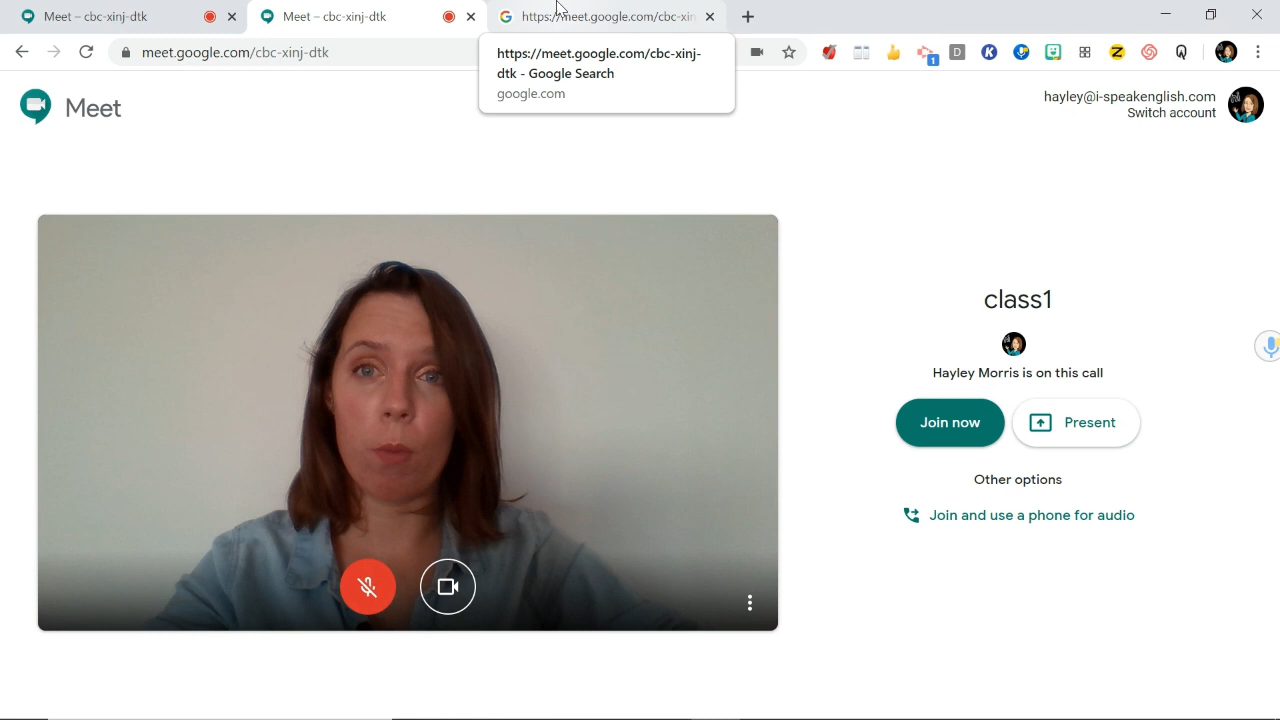 Meet – cbc-xinj-dtk
Meet – cbc-xinj-dtk
https://meet.google.com/cbc-xin
meet.google.com/cbc-xinj-dtk
https://meet.google.com/cbc-xinj-
dtk - Google Search
google.com
1
D
K
Z
Q
Meet
hayley@i-speakenglish.com
Switch account
class1
Hayley Morris is on this call
Join now
Present
Other options
Join and use a phone for audio